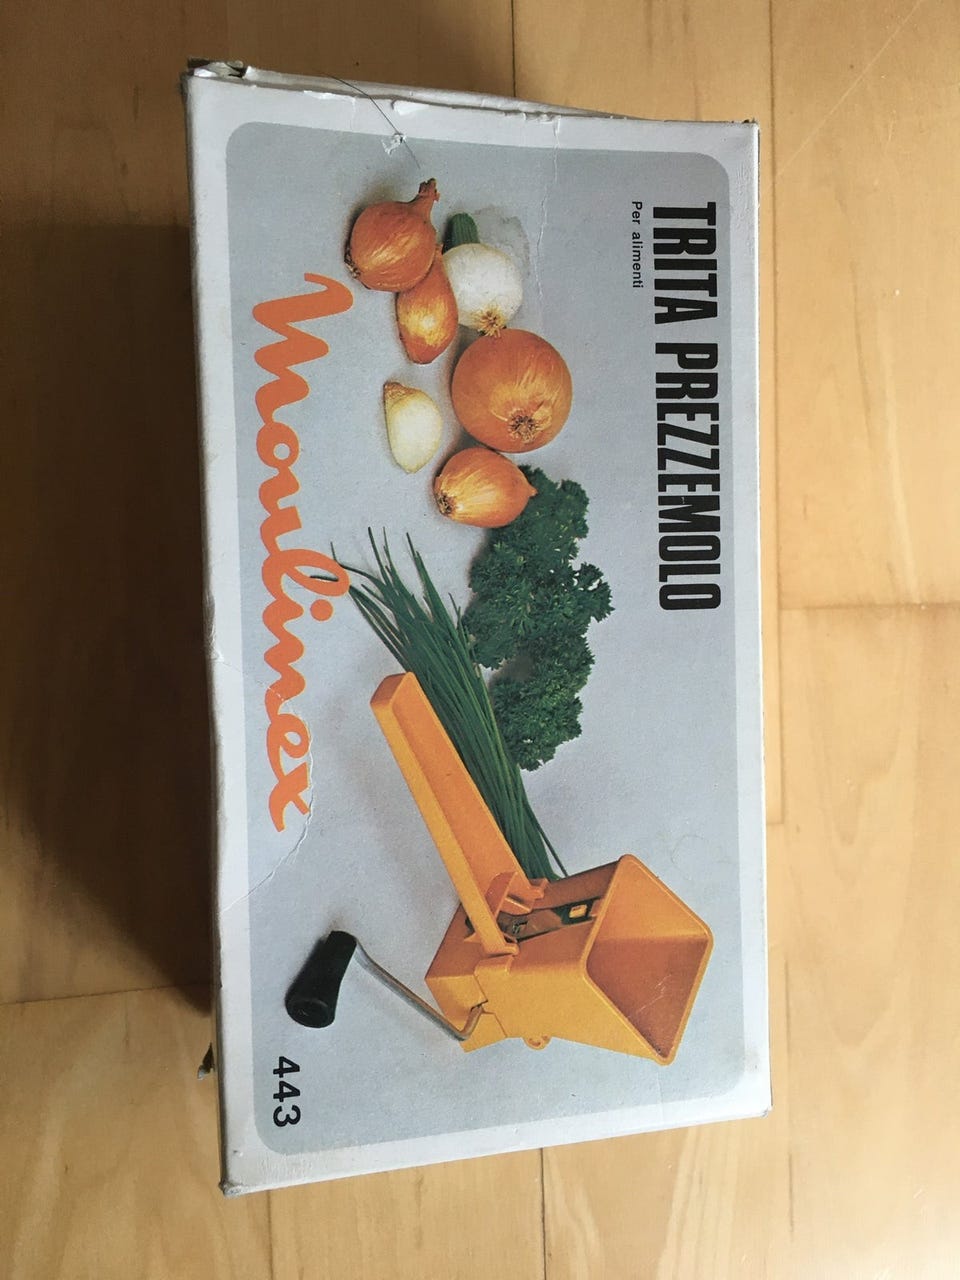 TRITA PREZZEMOLO
Per alimenti
Moulinex
443